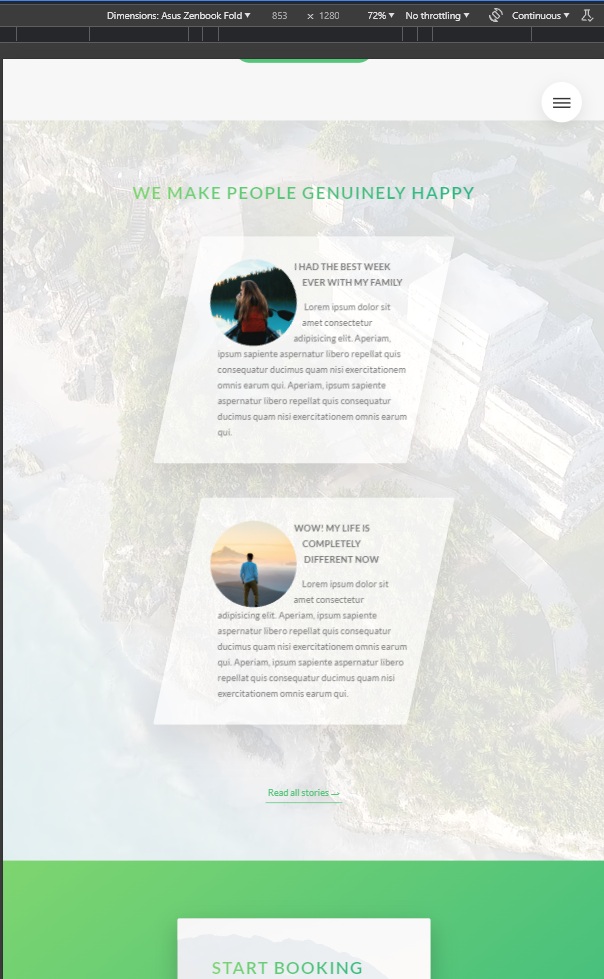 Dimensions: Asus Zenbook Fold 853 × 1280 72% No throttling Continuous
WE MAKE PEOPLE GENUINELY HAPPY
I HAD THE BEST WEEK
EVER WITH MY FAMILY
Lorem ipsum dolor sit
amet consectetur
adipisicing elit. Aperiam,
ipsum sapiente aspernatur libero repellat quis
consequatur ducimus quam nisi exercitationem
omnis earum qui. Aperiam, ipsum sapiente
aspernatur libero repellat quis consequatur
ducimus quam nisi exercitationem omnis earum
qui.
WOW! MY LIFE IS
COMPLETELY
DIFFERENT NOW
Lorem ipsum dolor sit
amet consectetur
adipisicing elit. Aperiam, ipsum sapiente
aspernatur libero repellat quis consequatur
ducimus quam nisi exercitationem omnis earum
qui. Aperiam, ipsum sapiente aspernatur libero
repellat quis consequatur ducimus quam nisi
exercitationem omnis earum qui.
Read all stories →
START BOOKING